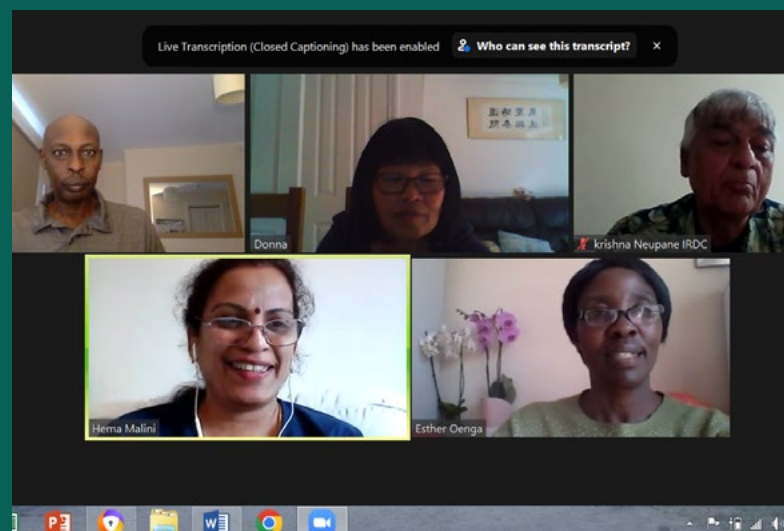 Live Transcription (Closed Captioning) has been enabled Who can see this transcript? ×
Donna
krishna Neupane IRDC
Hema Malini
Esther Oenga